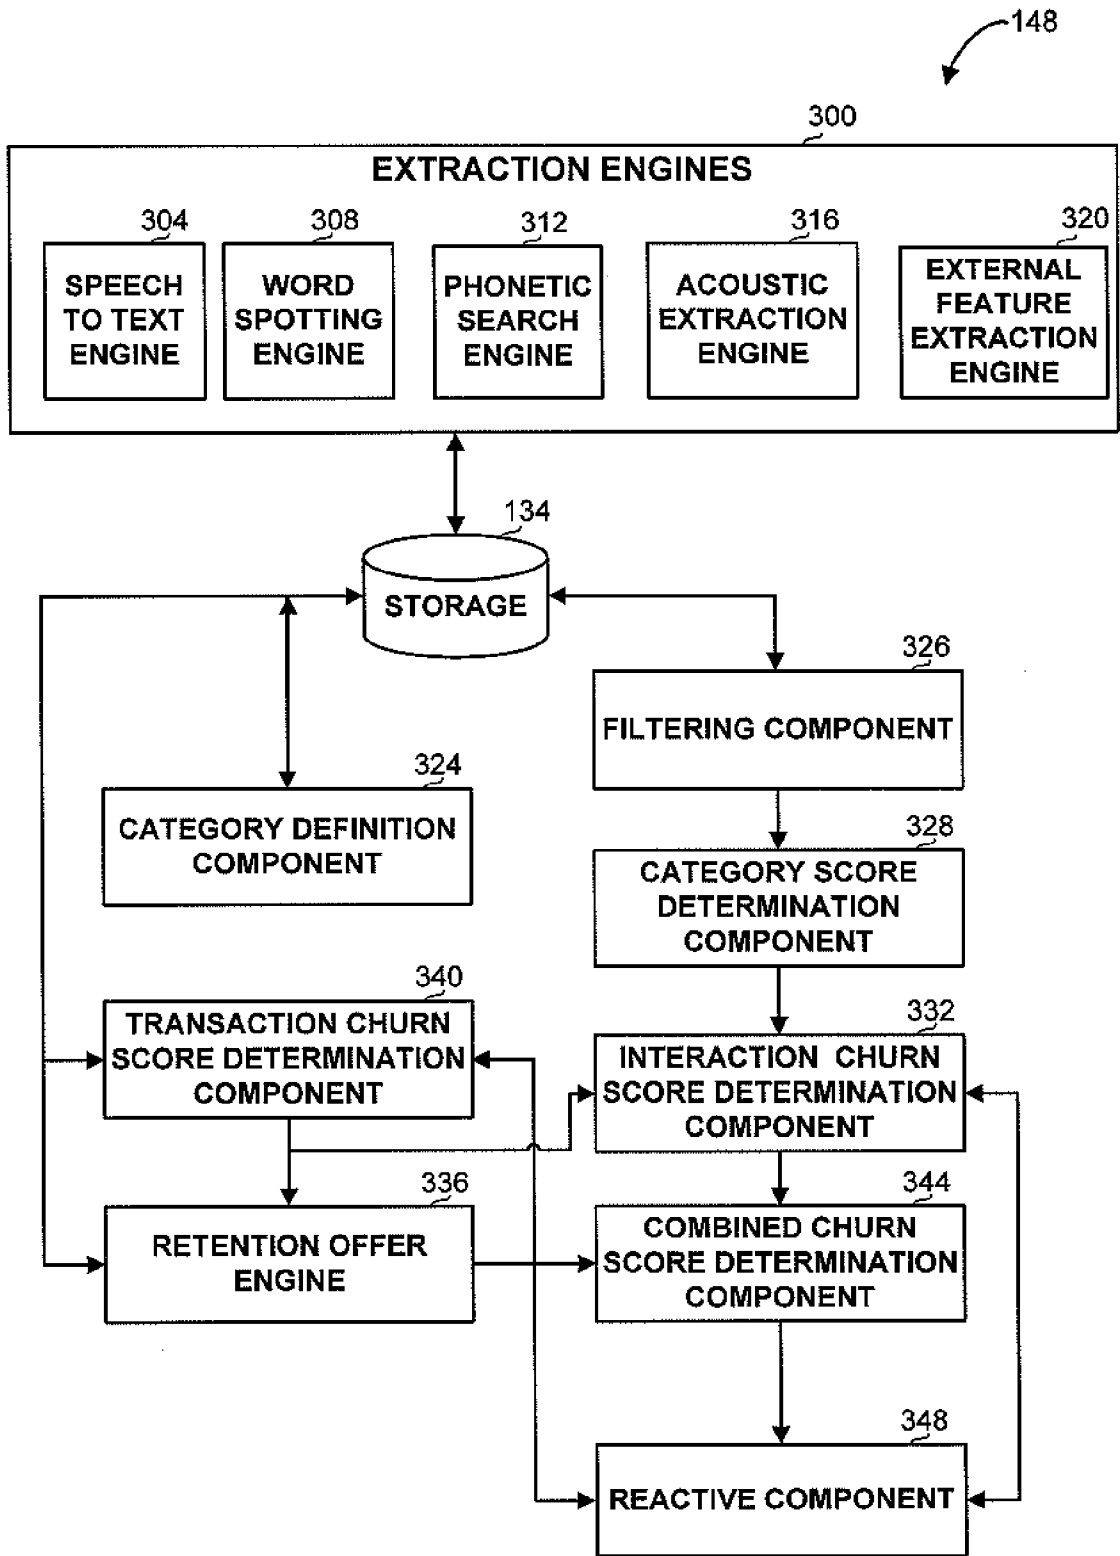 148
300
EXTRACTION ENGINES
304
SPEECH
TO TEXT
ENGINE
308
WORD
SPOTTING
ENGINE
312
PHONETIC
SEARCH
ENGINE
316
ACOUSTIC
EXTRACTION
ENGINE
320
EXTERNAL
FEATURE
EXTRACTION
ENGINE
134
STORAGE
326
FILTERING COMPONENT
324
CATEGORY DEFINITION
COMPONENT
328
CATEGORY SCORE
DETERMINATION
COMPONENT
340
TRANSACTION CHURN
SCORE DETERMINATION
COMPONENT
332
INTERACTION CHURN
SCORE DETERMINATION
COMPONENT
336
RETENTION OFFER
ENGINE
344
COMBINED CHURN
SCORE DETERMINATION
COMPONENT
348
REACTIVE COMPONENT